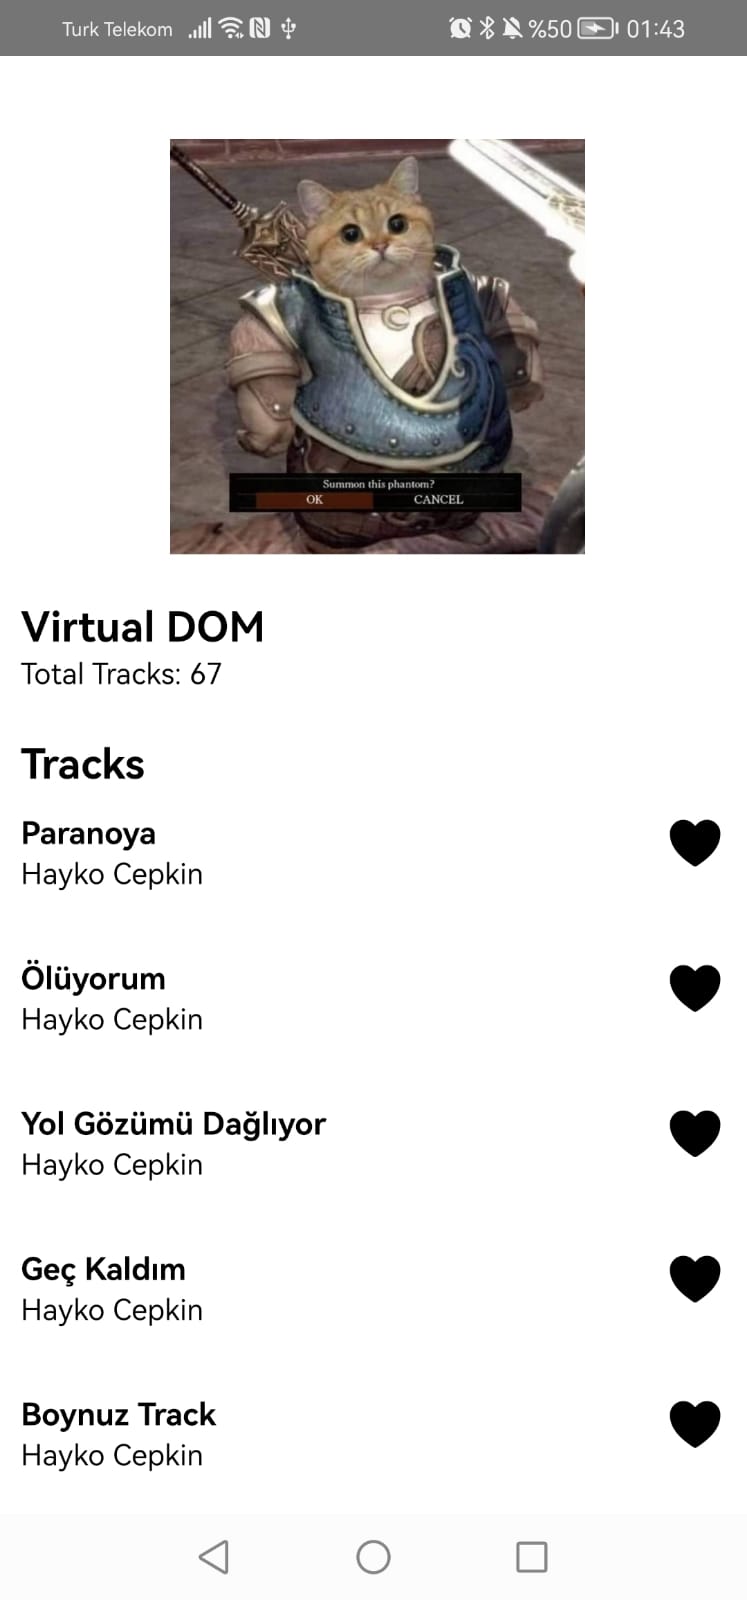 Turk Telekom %50 01:43
Summon this phantom?
OK CANCEL
Virtual DOM
Total Tracks: 67
Tracks
Paranoya
Hayko Cepkin
Ölüyorum
Hayko Cepkin
Yol Gözümü Dağlıyor
Hayko Cepkin
Geç Kaldım
Hayko Cepkin
Boynuz Track
Hayko Cepkin